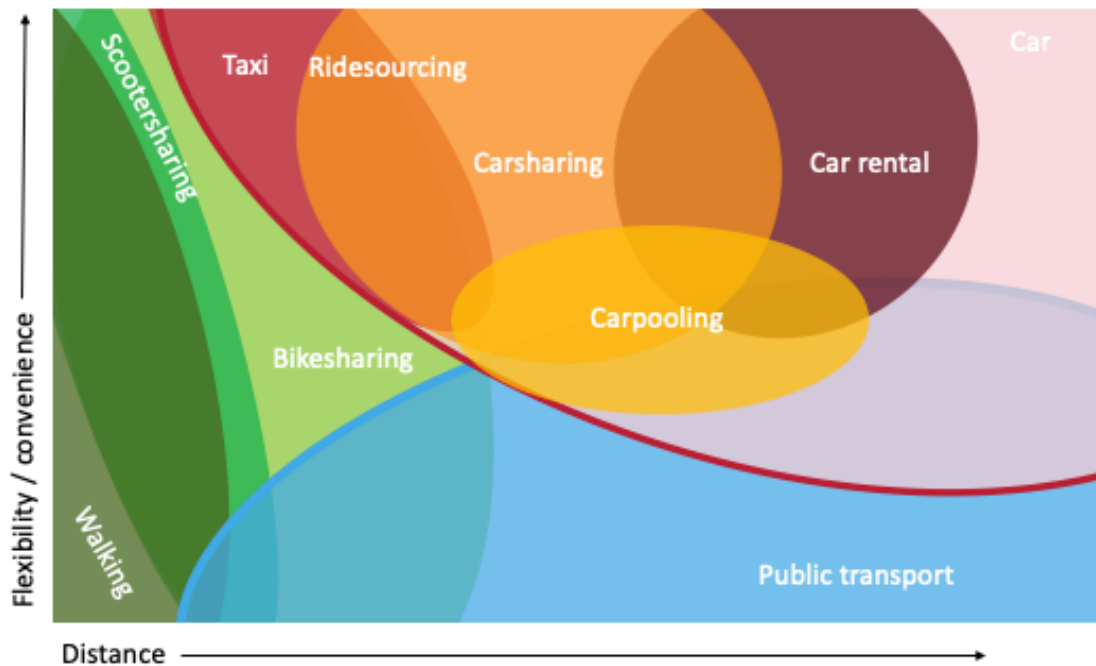 Flexibility / convenience
Scootersharing
Taxi
Ridesourcing
Car
Carsharing
Car rental
Carpooling
Bikesharing
Walking
Public transport
Distance